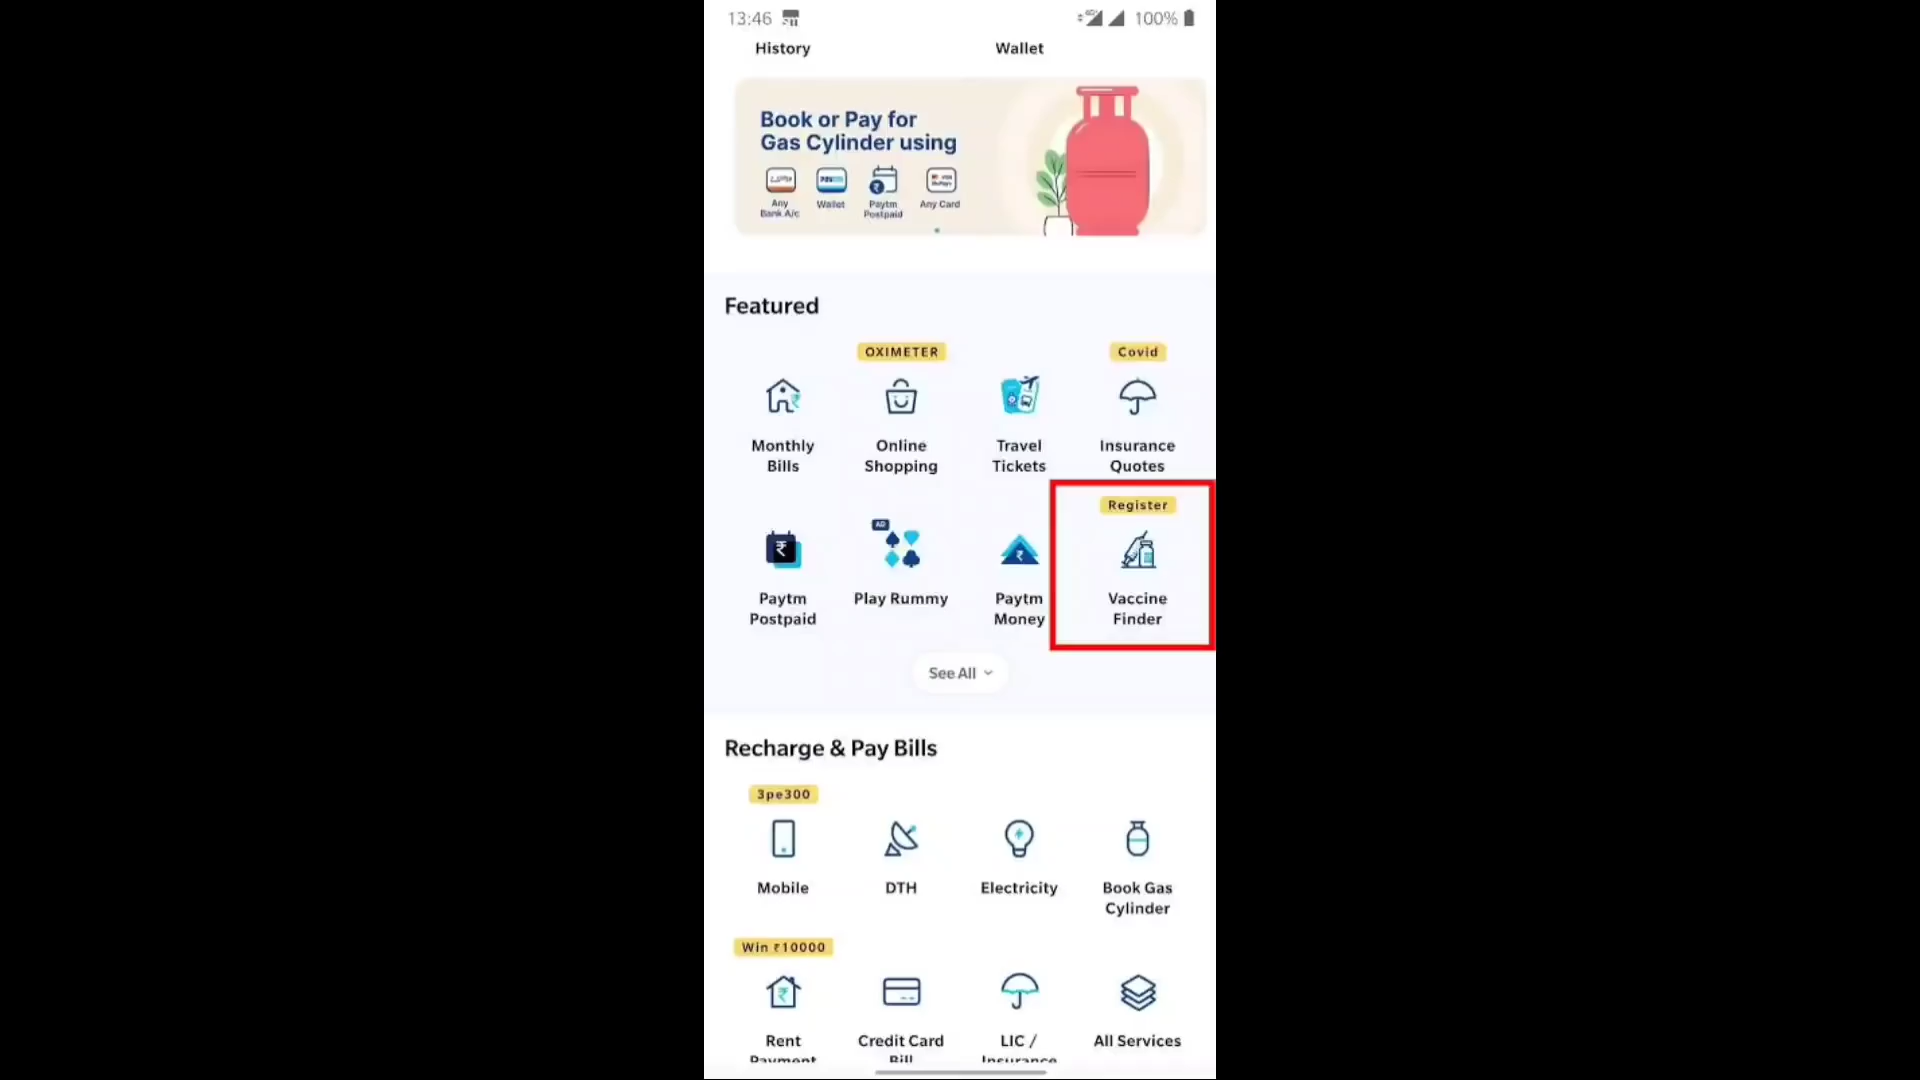 13:46
100%
History Wallet
Book or Pay for
Gas Cylinder using
Any Wallet Paytm Any Card
Bank A/c Postpaid
Featured
OXIMETER Covid
Monthly Online Travel Insurance
Bills Shopping Tickets Quotes
Register
AD
Paytm Play Rummy Paytm Vaccine
Postpaid Money Finder
See All
Recharge & Pay Bills
3pe300
Mobile DTH Electricity Book Gas
Cylinder
Win ₹10000
Rent Credit Card LIC / All Services
Payment Bill Insurance